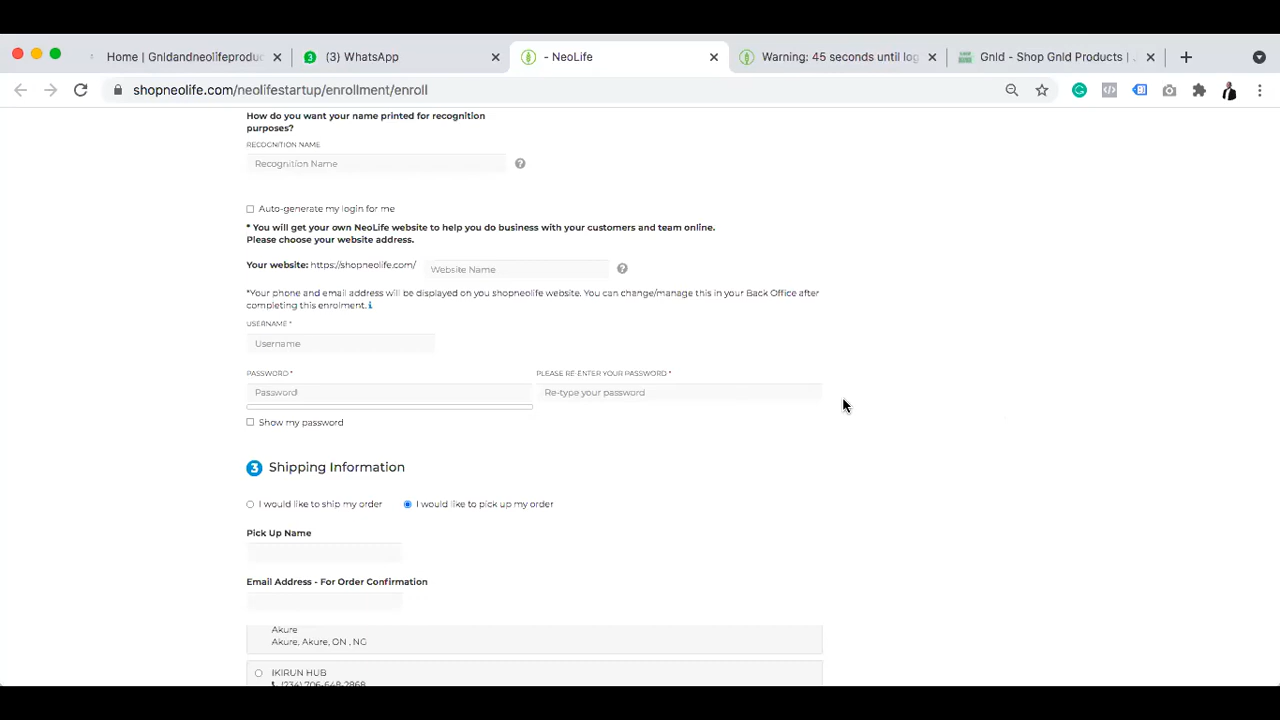 Home | Gnldandneolifeproduc
(3) WhatsApp
- NeoLife
Warning: 45 seconds until log
Gnld - Shop Gnld Products |
shopneolife.com/neolifestartup/enrollment/enroll
How do you want your name printed for recognition
purposes?
RECOGNITION NAME
Recognition Name
Auto-generate my login for me
* You will get your own NeoLife website to help you do business with your customers and team online.
Please choose your website address.
Your website: https://shopneolife.com/ Website Name
*Your phone and email address will be displayed on you shopneolife website. You can change/manage this in your Back Office after
completing this enrolment.
USERNAME *
Username
PASSWORD * PLEASE RE-ENTER YOUR PASSWORD *
Password Re-type your password
Show my password
3 Shipping Information
I would like to ship my order I would like to pick up my order
Pick Up Name
Email Address - For Order Confirmation
Akure
Akure, Akure, ON , NG
IKIRUN HUB
(234) 706-648-2868